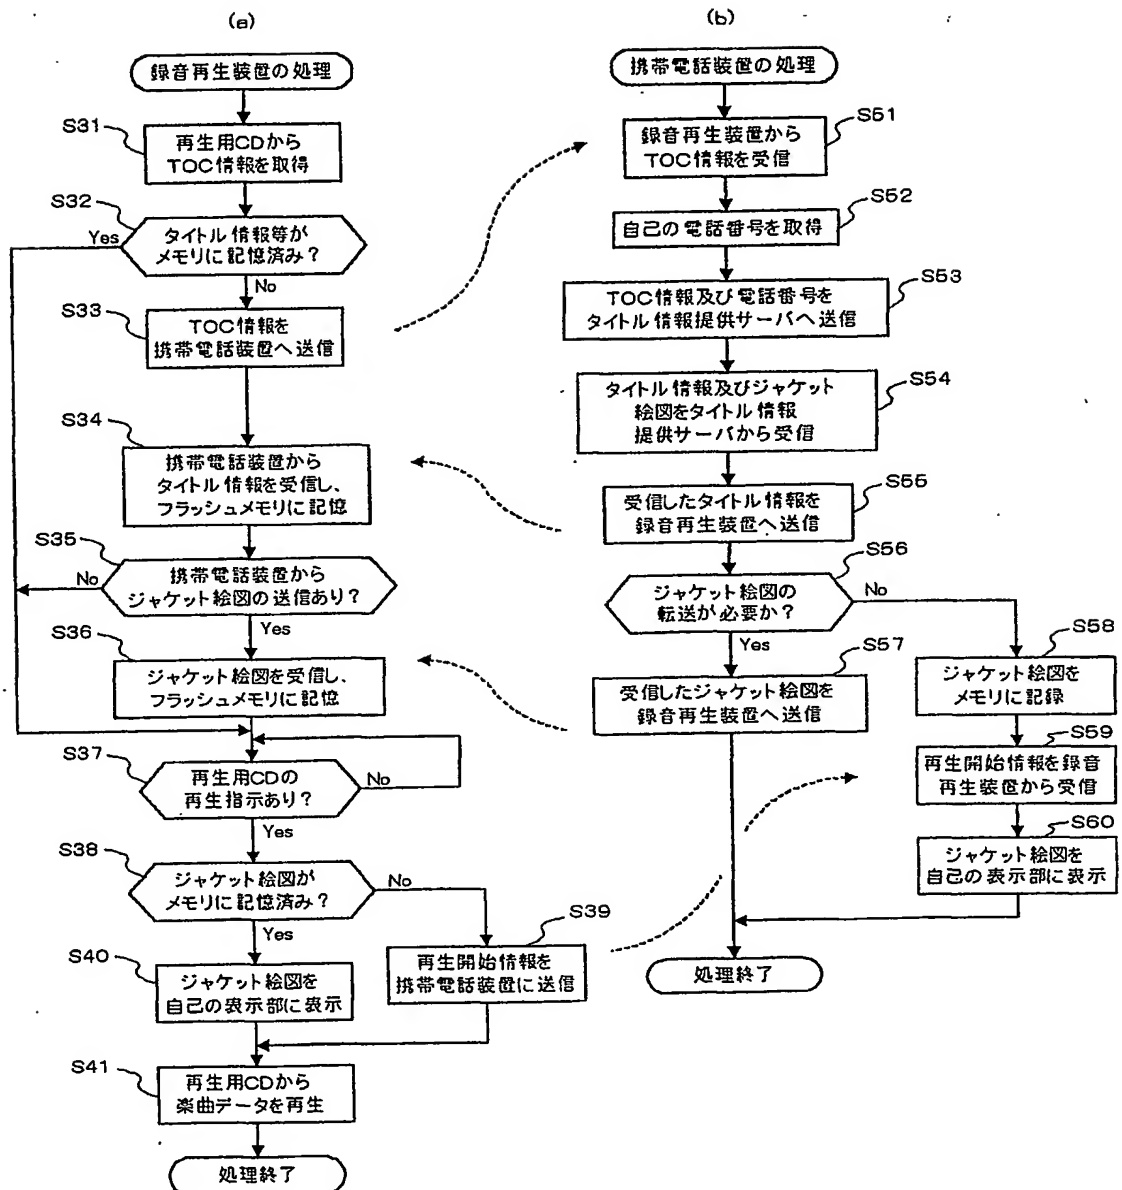 (a)
録音再生装置の処理
S31
再生用CDから
TOC情報を取得
S32
Yes
タイトル情報等が
メモリに記憶済み?
No
S33
TOC情報を
携帯電話装置へ送信
S34
携帯電話装置から
タイトル情報を受信し、
フラッシュメモリに記憶
S35
No
携帯電話装置から
ジャケット絵図の送信あり?
Yes
S36
ジャケット絵図を受信し、
フラッシュメモリに記憶
S37
再生用CDの
再生指示あり?
No
Yes
S38
ジャケット絵図が
メモリに記憶済み?
No
Yes
S39
再生開始情報を
携帯電話装置に送信
S40
ジャケット絵図を
自己の表示部に表示
S41
再生用CDから
楽曲データを再生
処理終了
(b)
携帯電話装置の処理
S51
録音再生装置から
TOC情報を受信
S52
自己の電話番号を取得
S53
TOC情報及び電話番号を
タイトル情報提供サーバへ送信
S54
タイトル情報及びジャケット
絵図をタイトル情報
提供サーバから受信
S55
受信したタイトル情報を
録音再生装置へ送信
S56
ジャケット絵図の
転送が必要か?
No
Yes
S57
受信したジャケット絵図を
録音再生装置へ送信
S58
ジャケット絵図を
メモリに記録
S59
再生開始情報を録音
再生装置から受信
S60
ジャケット絵図を
自己の表示部に表示
処理終了